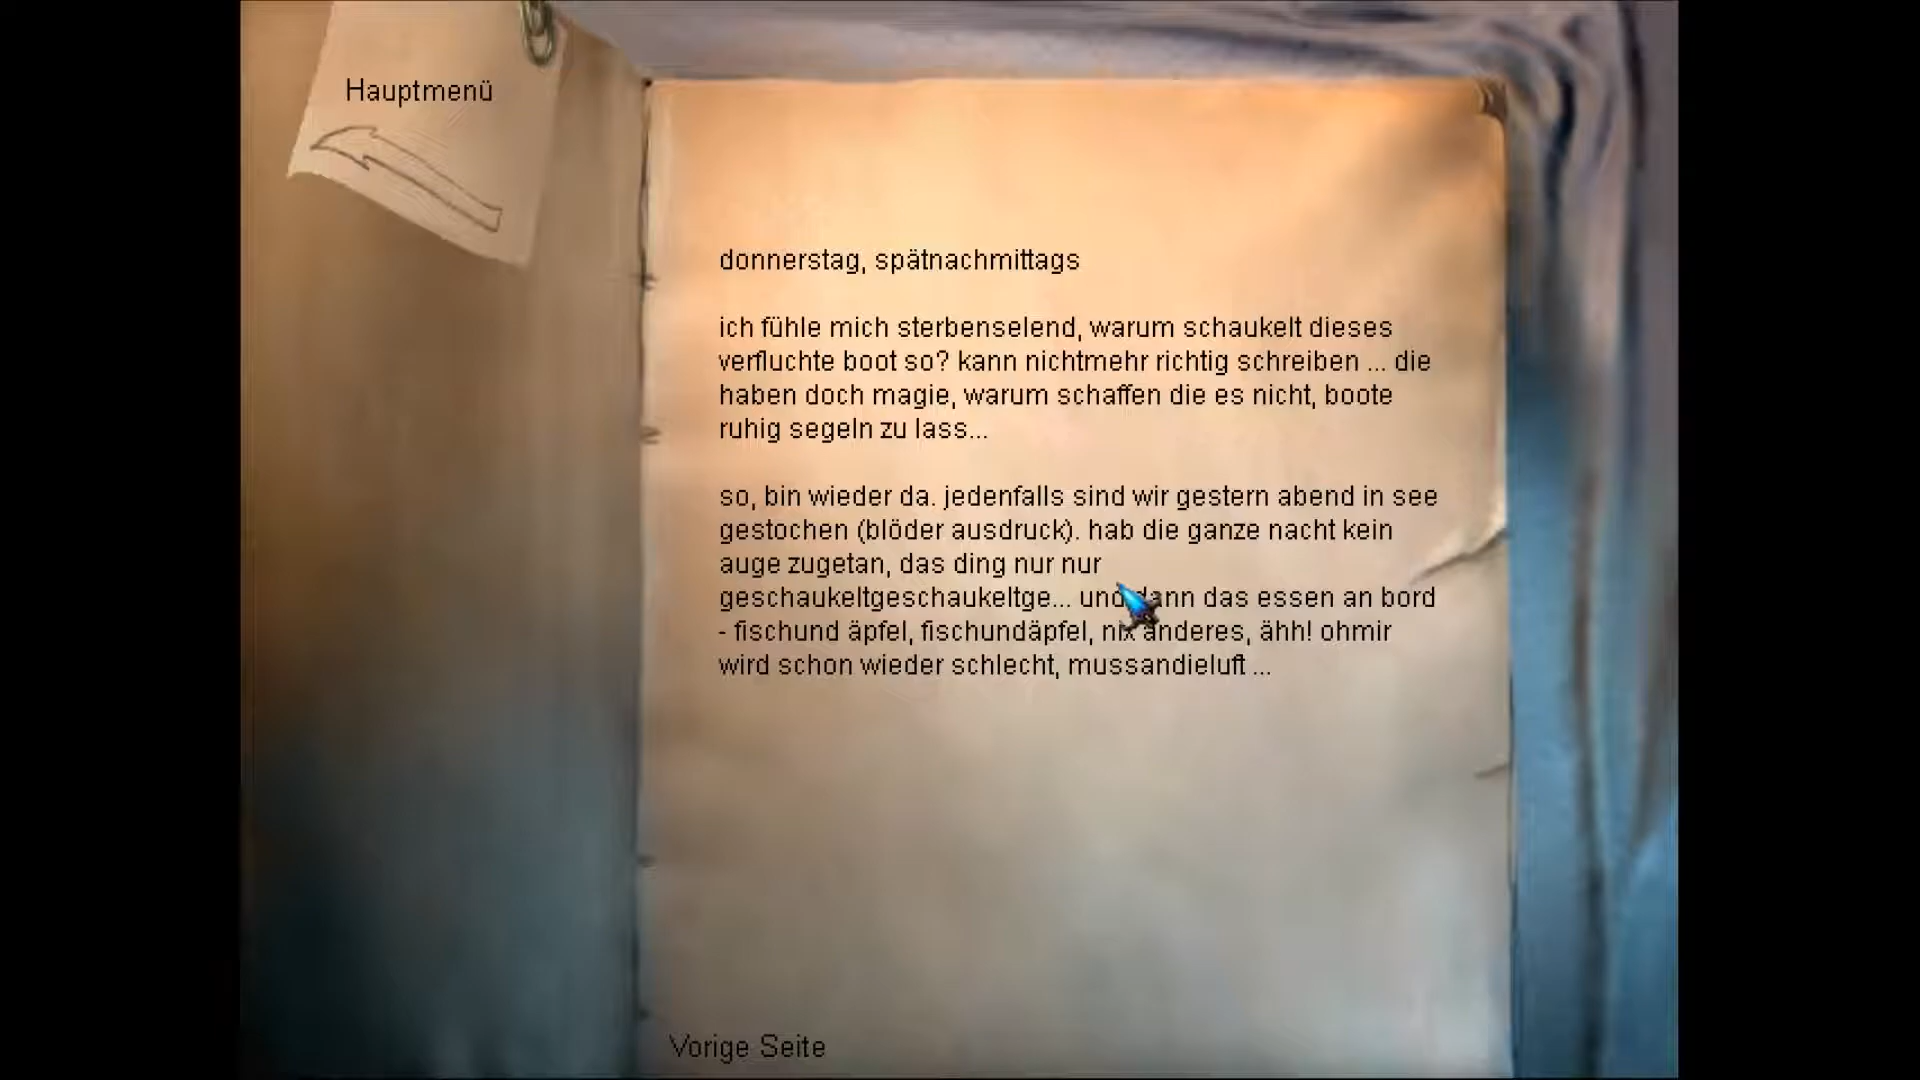 Hauptmenü
donnerstag, spätnachmittags
ich fühle mich sterbenselend, warum schaukelt dieses
verfluchte boot so? kann nichtmehr richtig schreiben ... die
haben doch magie, warum schaffen die es nicht, boote
ruhig segeln zu lass...
so, bin wieder da. jedenfalls sind wir gestern abend in see
gestochen (blöder ausdruck). hab die ganze nacht kein
auge zugetan, das ding nur nur
geschaukeltgeschaukeltge... und dann das essen an bord
- fischund äpfel, fischundäpfel, nix anderes, ähh! ohmir
wird schon wieder schlecht, mussandieluft ...
Vorige Seite